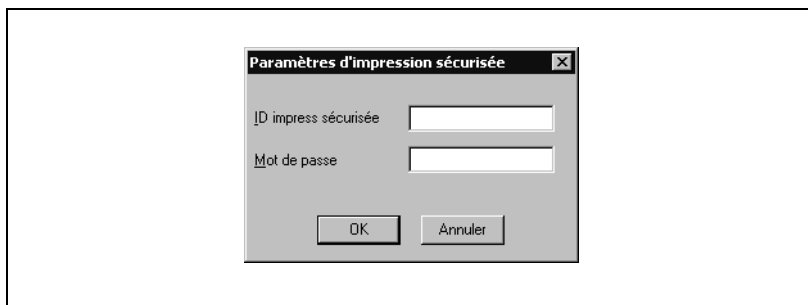 Paramètres d'impression sécurisée
ID impress sécurisée
Mot de passe
OK Annuler